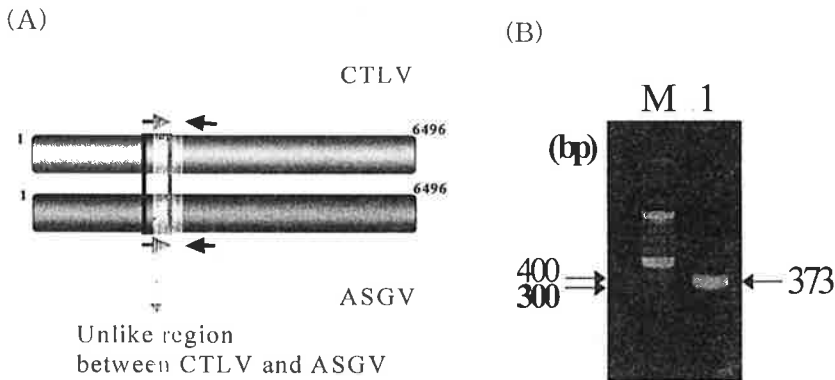 (A)
CTLV
1
6496
1
6496
ASGV
Unlike region
between CTLV and ASGV
(B)
M 1
(bp)
400
300
373